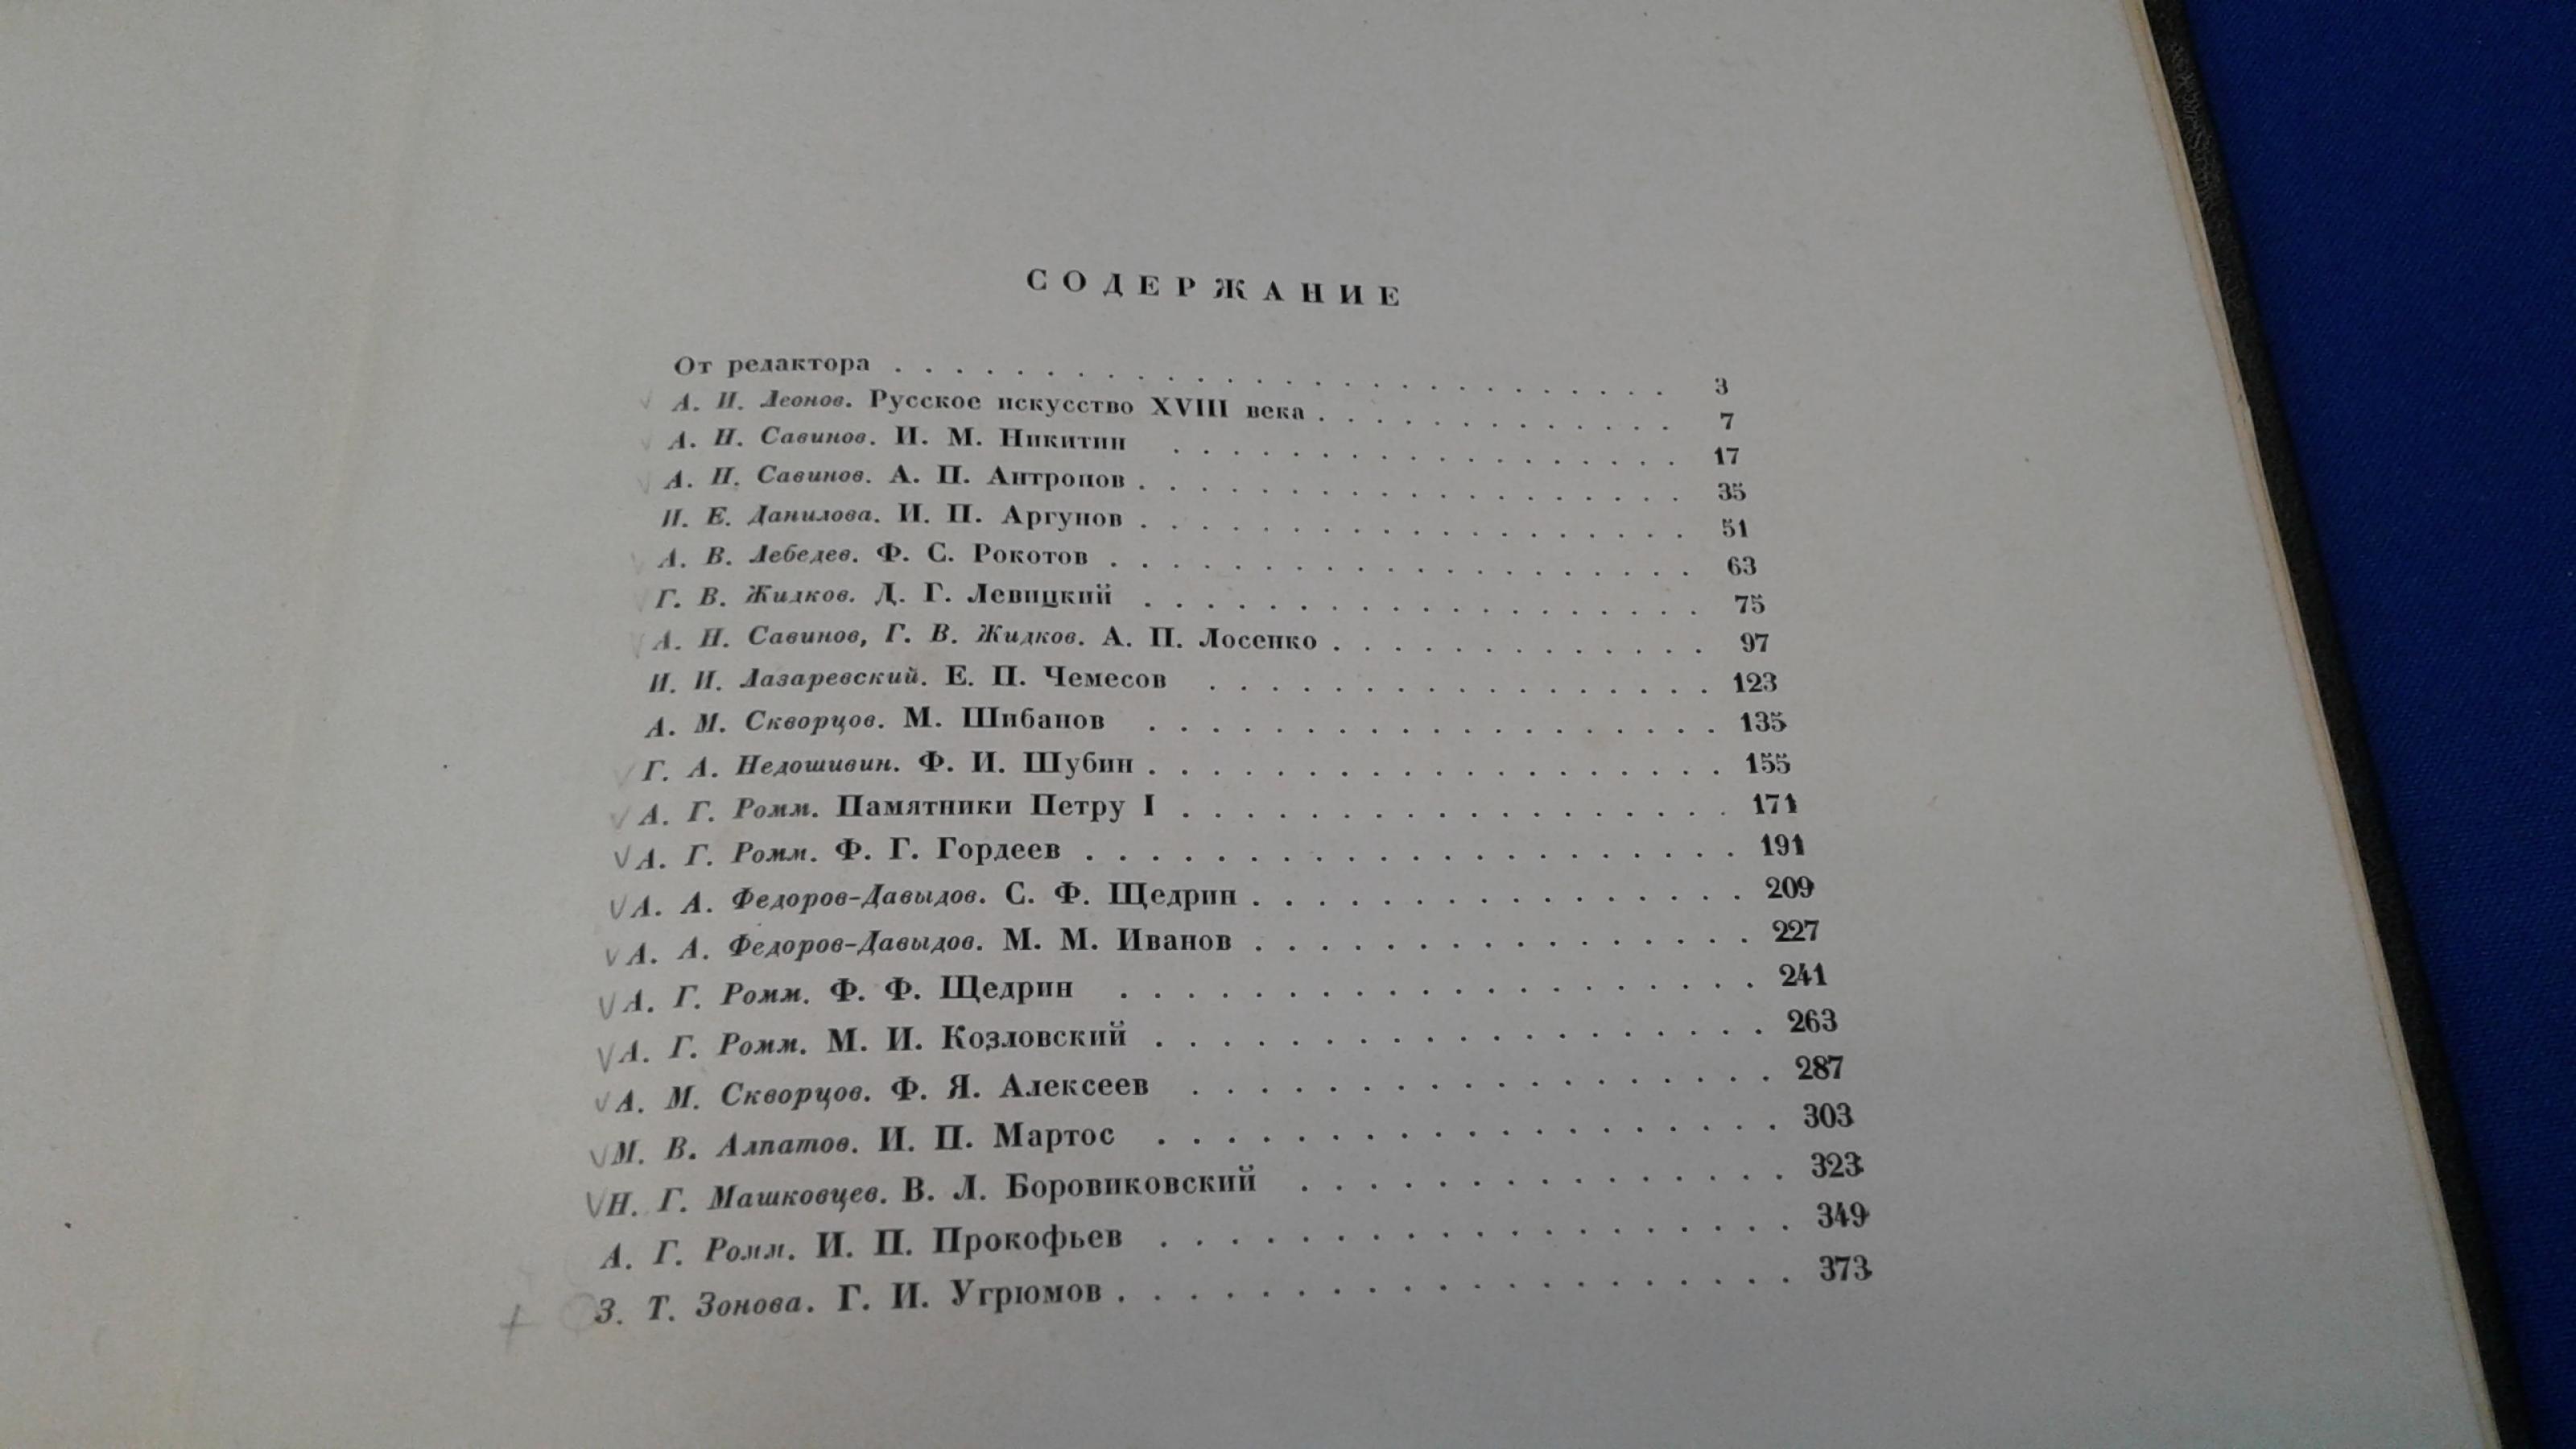 СОДЕРЖАНИЕ
От редактора . . . . . . . . . . . . . . . . . . . . . . . . . . 3
А. И. Леонов. Русское искусство XVIII века . . . . . . . . . . . . 7
А. Н. Савинов. И. М. Никитин . . . . . . . . . . . . . . . . . 17
А. Н. Савинов. А. П. Антропов . . . . . . . . . . . . . . . . . . 35
И. Е. Данилова. И. П. Аргунов . . . . . . . . . . . . . . . . . . 51
А. В. Лебедев. Ф. С. Рокотов . . . . . . . . . . . . . . . . . . . 63
Г. В. Жидков. Д. Г. Левицкий . . . . . . . . . . . . . . . . . . 75
А. Н. Савинов, Г. В. Жидков. А. П. Лосенко . . . . . . . . . . . . . 97
И. И. Лазаревский. Е. П. Чемесов . . . . . . . . . . . . . . . . . 123
А. М. Скворцов. М. Шибанов . . . . . . . . . . . . . . . . . . 135
Г. А. Недошивин. Ф. И. Шубин . . . . . . . . . . . . . . . . . . . 155
А. Г. Ромм. Памятники Петру I . . . . . . . . . . . . . . . . . . 171
А. Г. Ромм. Ф. Г. Гордеев . . . . . . . . . . . . . . . . . . . . 191
А. А. Федоров-Давыдов. С. Ф. Щедрин . . . . . . . . . . . . . . . . 209
А. А. Федоров-Давыдов. М. М. Иванов . . . . . . . . . . . . . . . . 227
А. Г. Ромм. Ф. Ф. Щедрин . . . . . . . . . . . . . . . . . . . 241
А. Г. Ромм. М. И. Козловский . . . . . . . . . . . . . . . . . . 263
А. М. Скворцов. Ф. Я. Алексеев . . . . . . . . . . . . . . . . . 287
М. В. Алпатов. И. П. Мартос . . . . . . . . . . . . . . . . . . 303
Н. Г. Машковцев. В. Л. Боровиковский . . . . . . . . . . . . . . 323
А. Г. Ромм. И. П. Прокофьев . . . . . . . . . . . . . . . . . . 349
З. Т. Зонова. Г. И. Угрюмов . . . . . . . . . . . . . . . . . . . 373